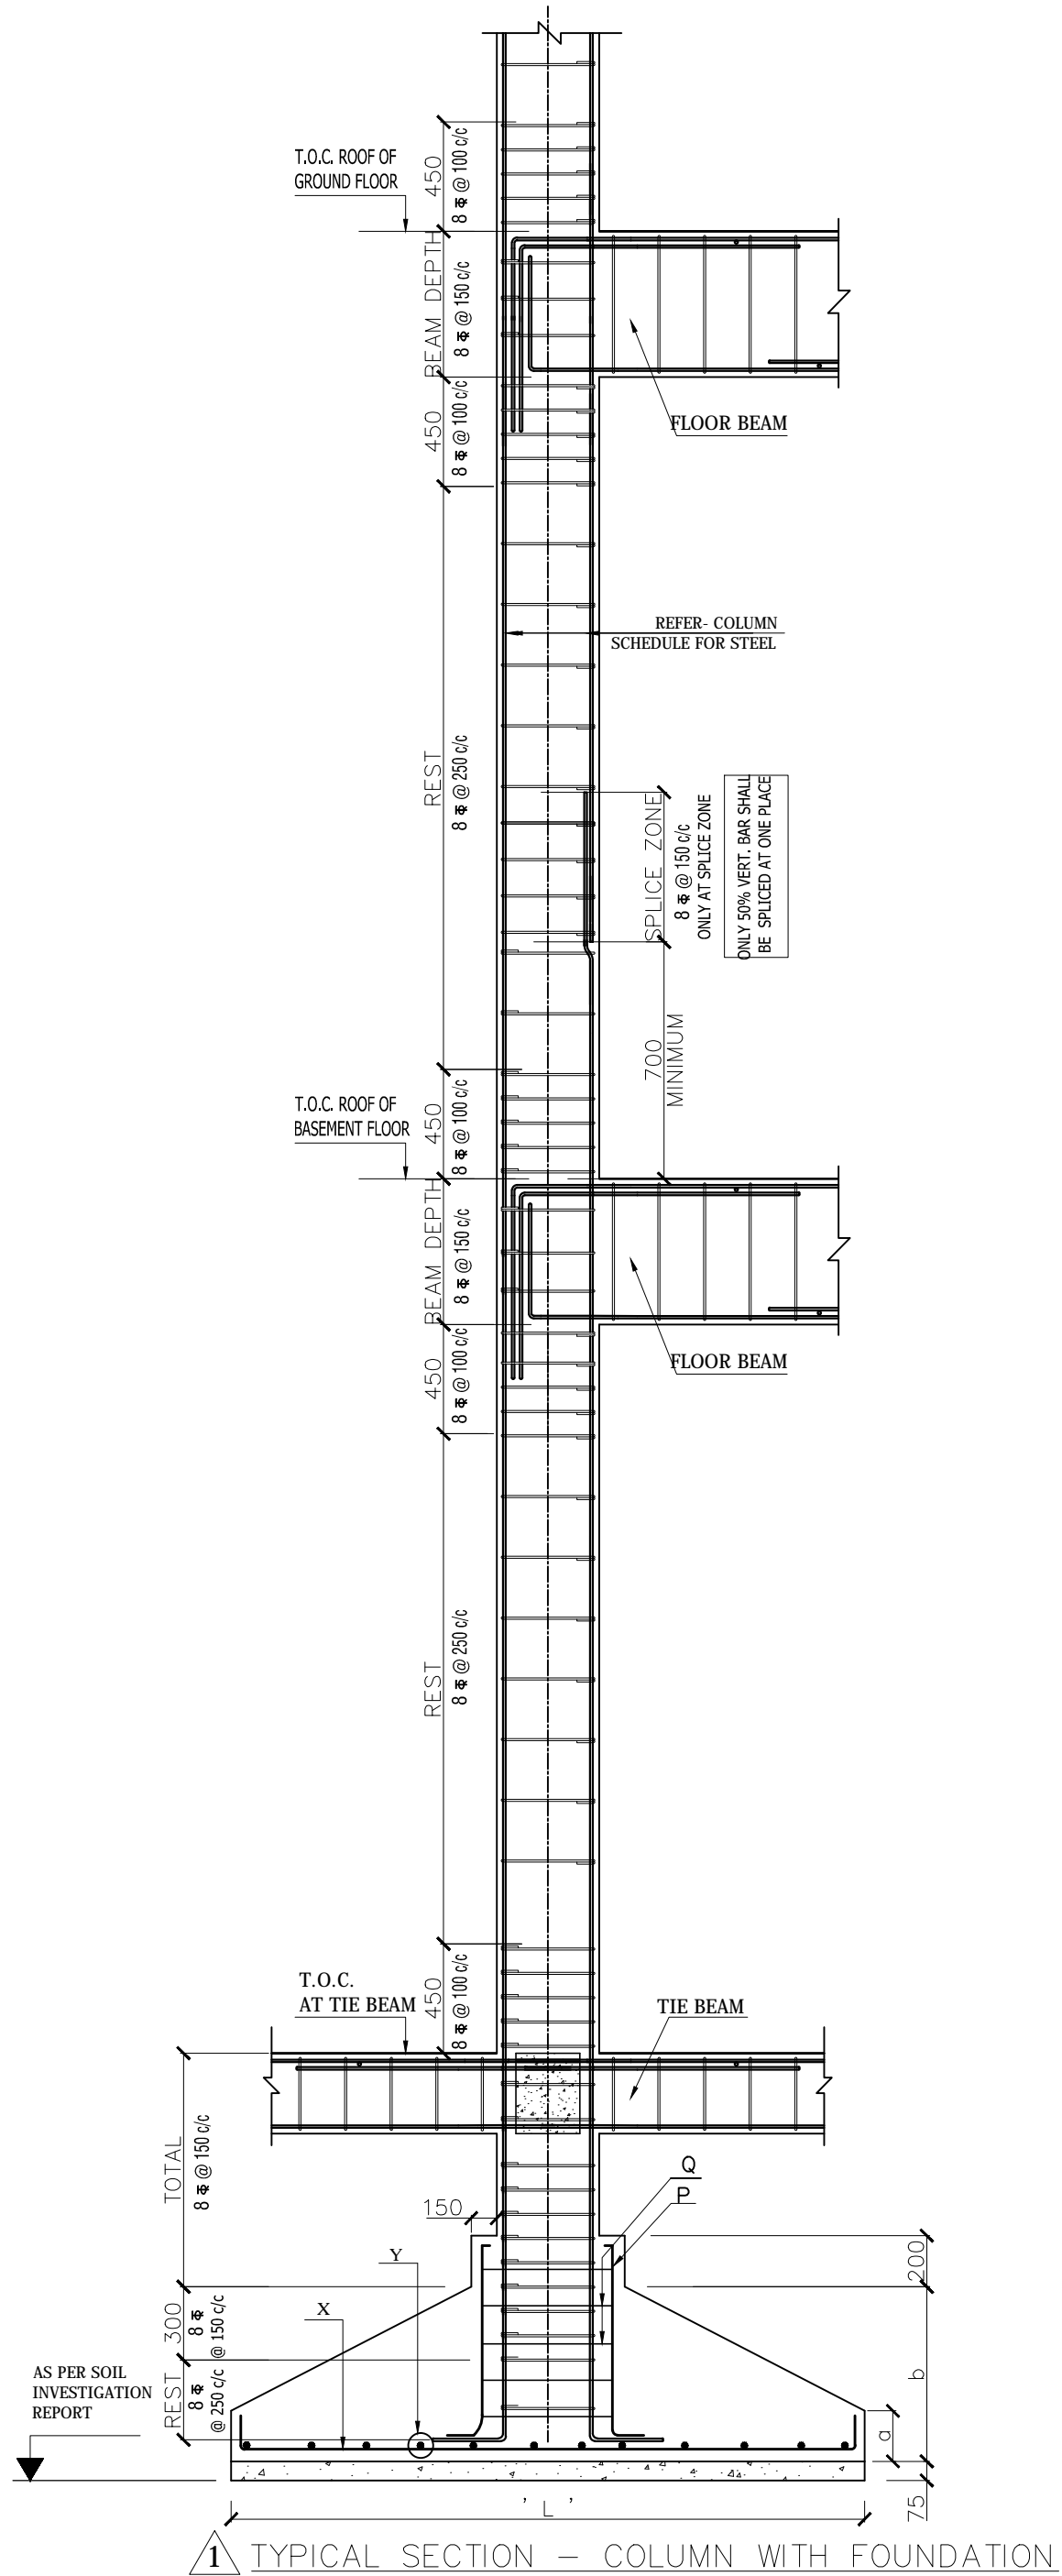 T.O.C. ROOF OF
GROUND FLOOR
450
8 Φ @ 100 c/c
BEAM DEPTH
8 Φ @ 150 c/c
450
8 Φ @ 100 c/c
FLOOR BEAM
REFER- COLUMN
SCHEDULE FOR STEEL
REST
8 Φ @ 250 c/c
SPLICE ZONE
8 Φ @ 150 c/c
ONLY AT SPLICE ZONE
ONLY 50% VERT. BAR SHALL
BE SPLICED AT ONE PLACE
700
MINIMUM
T.O.C. ROOF OF
BASEMENT FLOOR
450
8 Φ @ 100 c/c
BEAM DEPTH
8 Φ @ 150 c/c
450
8 Φ @ 100 c/c
FLOOR BEAM
REST
8 Φ @ 250 c/c
450
8 Φ @ 100 c/c
T.O.C.
AT TIE BEAM
TIE BEAM
TOTAL
8 Φ @ 150 c/c
150
Q
P
Y
X
200
300
8 Φ
@ 150 c/c
REST
8 Φ
@ 250 c/c
b
a
75
AS PER SOIL
INVESTIGATION
REPORT
' L '
1 TYPICAL SECTION - COLUMN WITH FOUNDATION